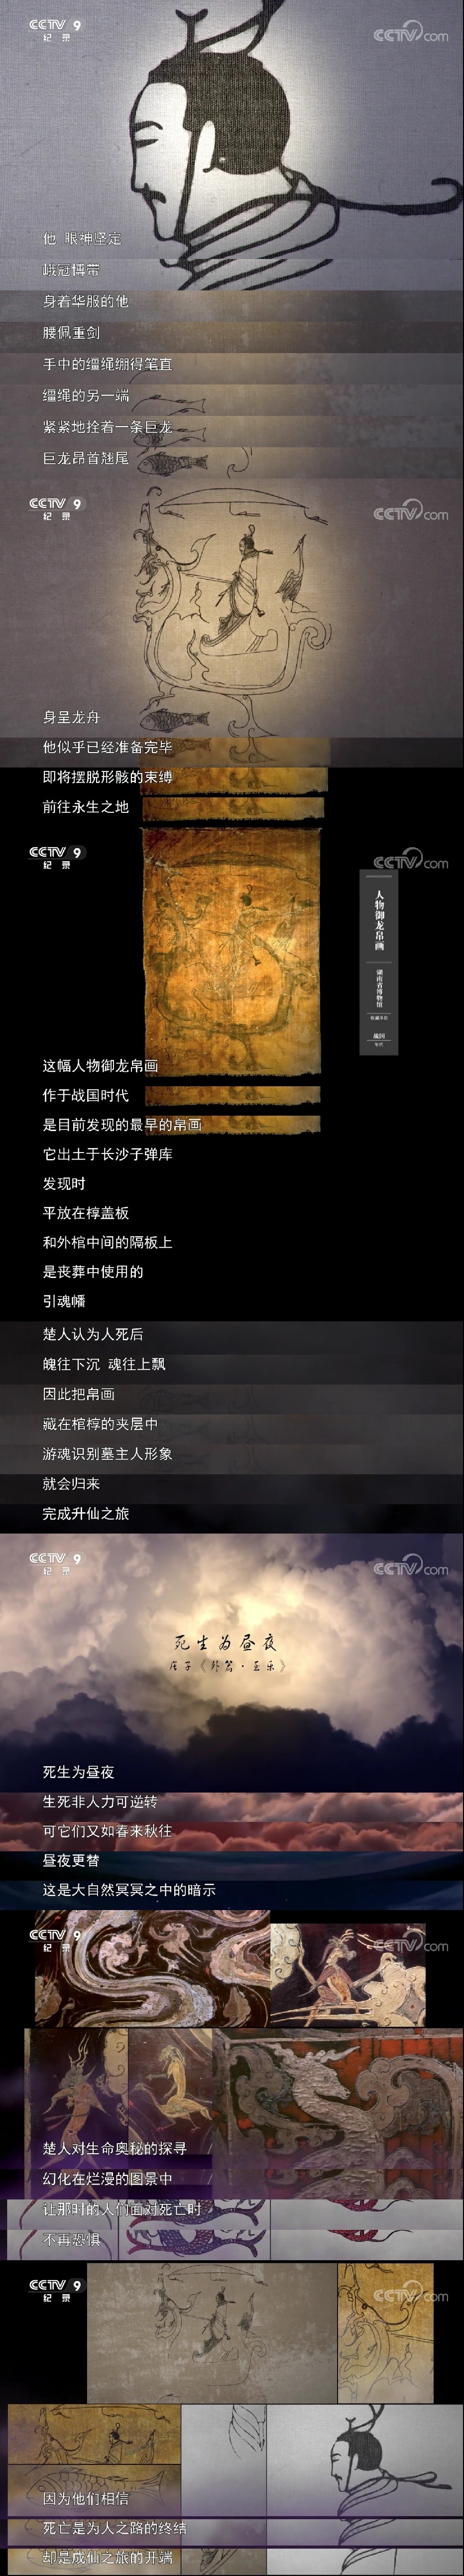 CCTV 9
纪 录
CCTV.com
他 眼神坚定
峨冠博带
身着华服的他
腰佩重剑
手中的缰绳绷得笔直
缰绳的另一端
紧紧地拴着一条巨龙
巨龙昂首翘尾
CCTV 9
纪 录
CCTV.com
身呈龙舟
他似乎已经准备完毕
即将摆脱形骸的束缚
前往永生之地
CCTV 9
纪 录
CCTV.com
人物御龙帛画
湖南省博物馆
收藏单位
战国
年代
这幅人物御龙帛画
作于战国时代
是目前发现的最早的帛画
它出土于长沙子弹库
发现时
平放在椁盖板
和外棺中间的隔板上
是丧葬中使用的
引魂幡
楚人认为人死后
魄往下沉 魂往上飘
因此把帛画
藏在棺椁的夹层中
游魂识别墓主人形象
就会归来
完成升仙之旅
CCTV 9
纪 录
CCTV.com
死生为昼夜
庄子《外篇·至乐》
死生为昼夜
生死非人力可逆转
可它们又如春来秋往
昼夜更替
这是大自然冥冥之中的暗示
CCTV 9
纪 录
CCTV.com
楚人对生命奥秘的探寻
幻化在烂漫的图景中
让那时的人们面对死亡时
不再恐惧
CCTV 9
纪 录
CCTV.com
因为他们相信
死亡是为人之路的终结
却是成仙之旅的开端